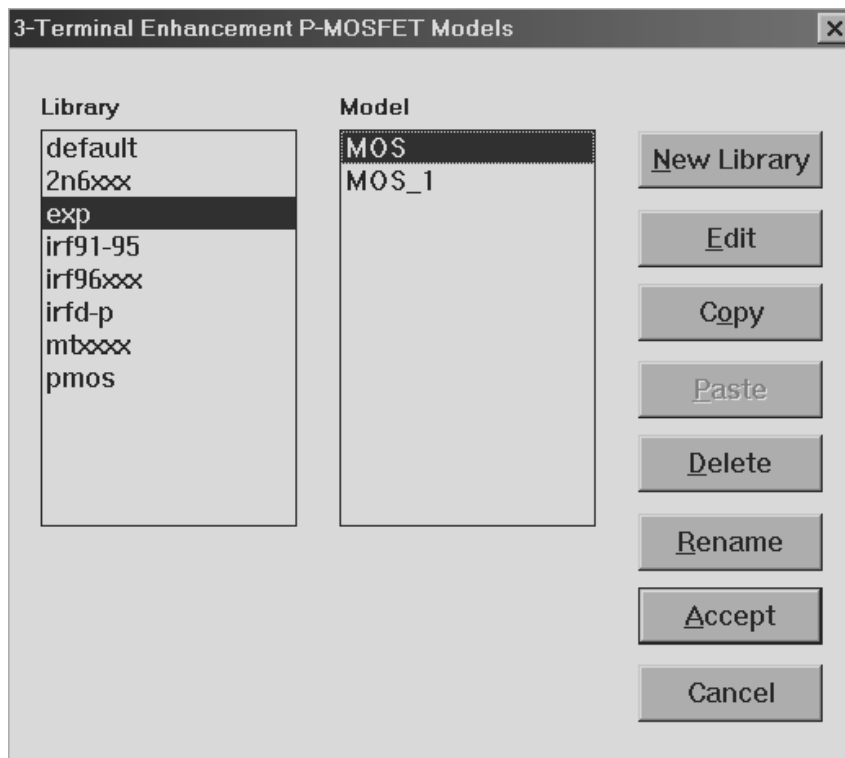 3-Terminal Enhancement P-MOSFET Models
Library
default
2n6xxx
exp
irf91-95
irf96xxx
irfd-p
mtxxxx
pmos
Model
MOS
MOS_1
New Library
Edit
Copy
Paste
Delete
Rename
Accept
Cancel